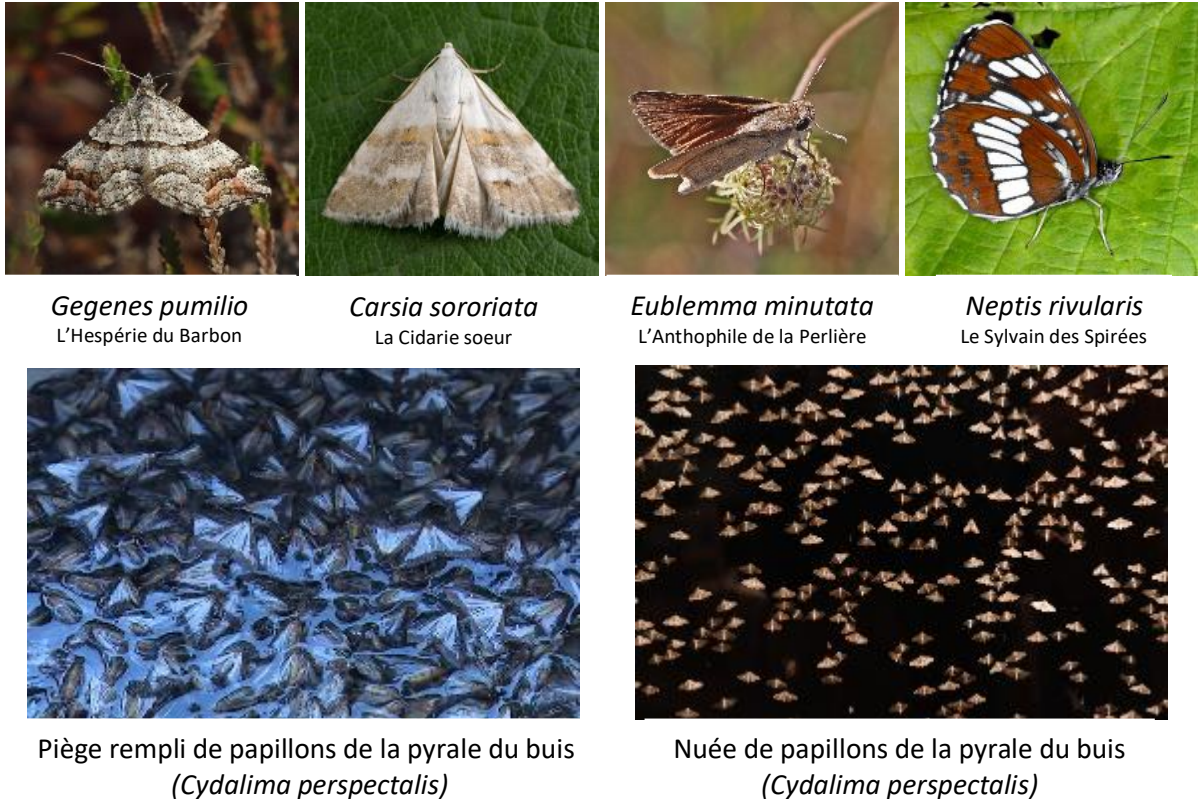 Gegenes pumilio
L'Hespérie du Barbon
Carsia sororiata
La Cidarie soeur
Eublemma minutata
L'Anthophile de la Perlière
Neptis rivularis
Le Sylvain des Spirées
Piège rempli de papillons de la pyrale du buis
(Cydalima perspectalis)
Nuée de papillons de la pyrale du buis
(Cydalima perspectalis)